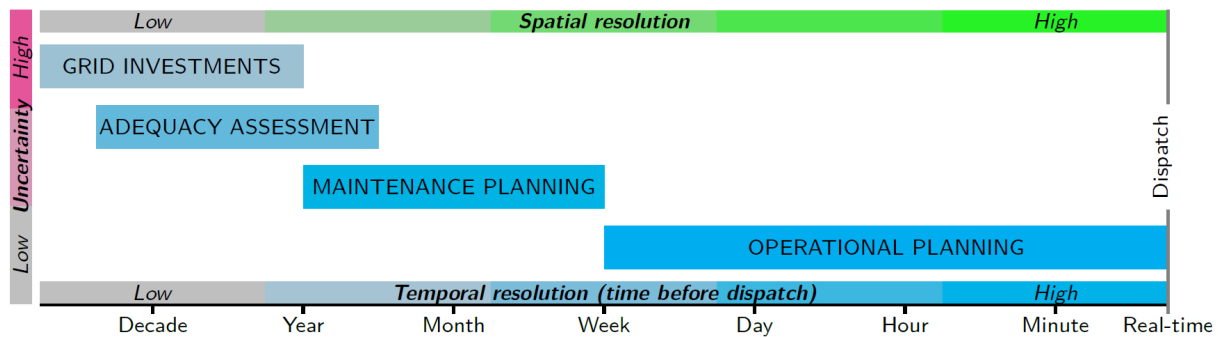 Low Spatial resolution High
High
GRID INVESTMENTS
ADEQUACY ASSESSMENT
Uncertainty
Dispatch
MAINTENANCE PLANNING
Low
OPERATIONAL PLANNING
Low Temporal resolution (time before dispatch) High
Decade Year Month Week Day Hour Minute Real-time